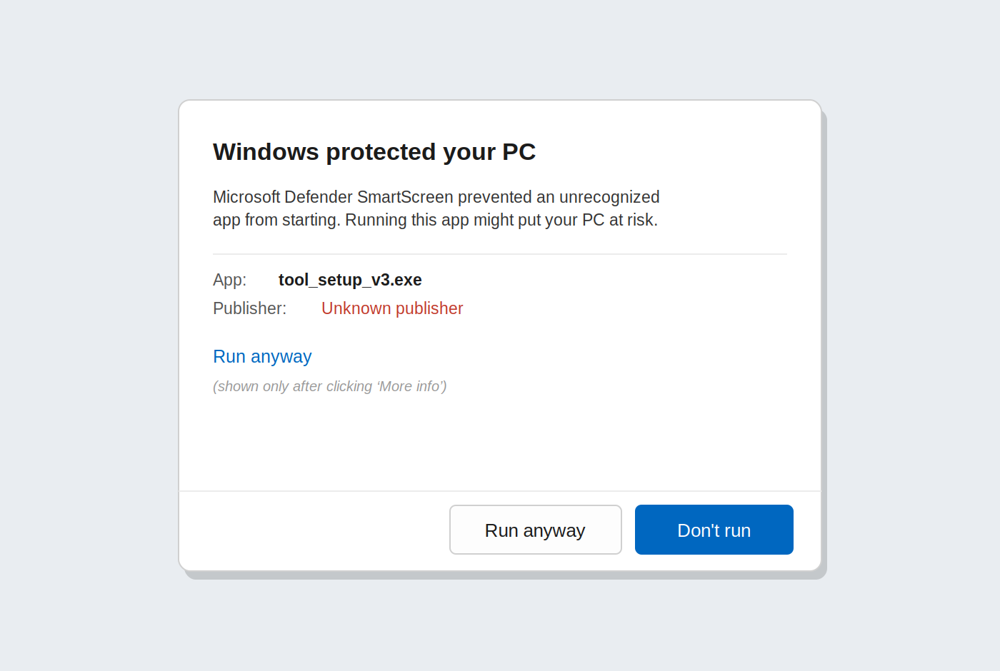 Windows protected your PC
Microsoft Defender SmartScreen prevented an unrecognized
app from starting. Running this app might put your PC at risk.
App: tool_setup_v3.exe
Publisher: Unknown publisher
Run anyway
(shown only after clicking ‘More info’)
Run anyway Don't run